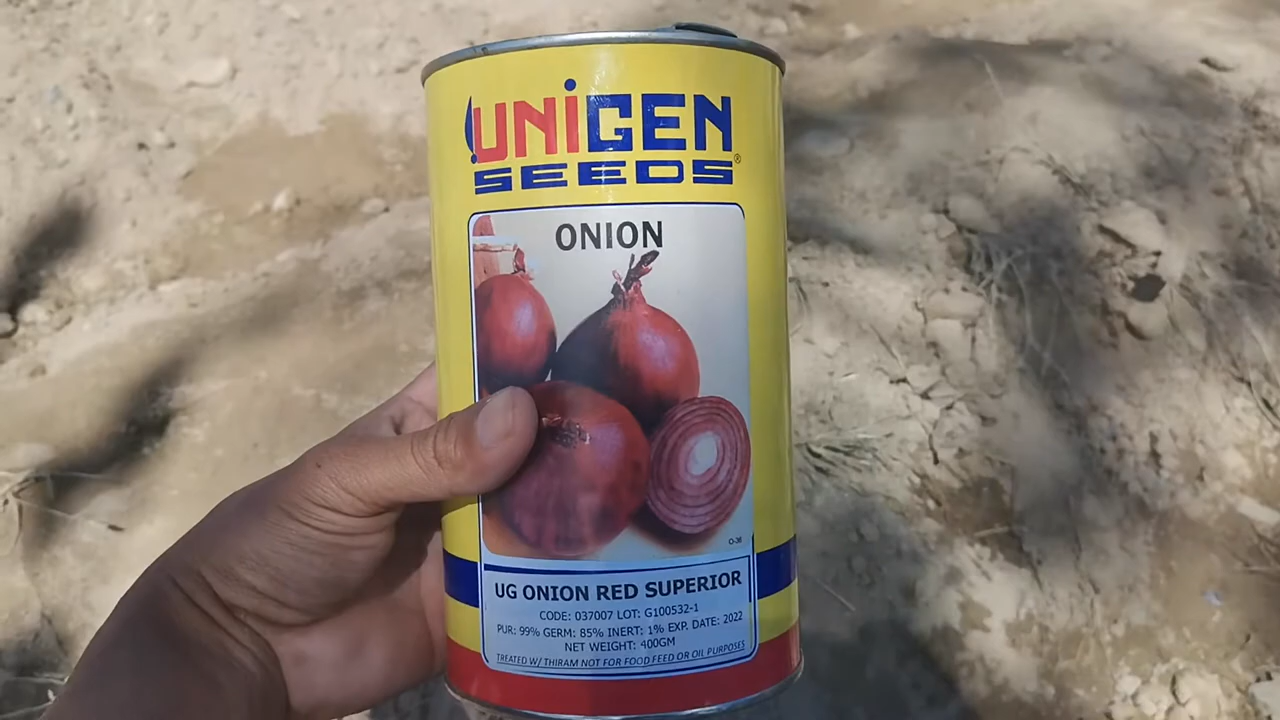 UNiGEN
SEEDS®
ONION
O-36
UG ONION RED SUPERIOR
CODE: 037007 LOT: G100532-1
PUR: 99% GERM: 85% INERT: 1% EXP. DATE: 2022
NET WEIGHT: 400GM
TREATED W/ THIRAM NOT FOR FOOD FEED OR OIL PURPOSES